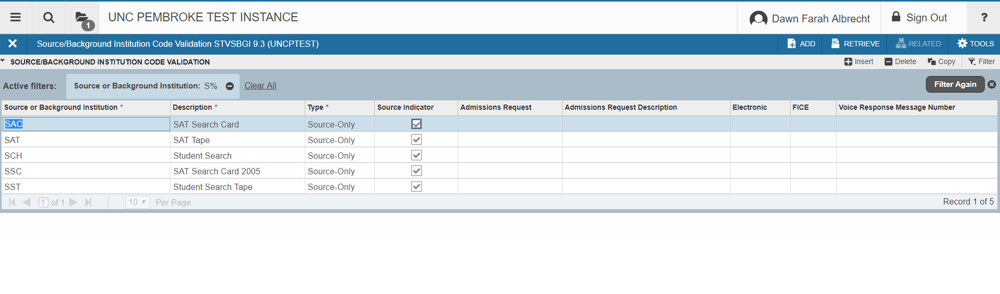 1
UNC PEMBROKE TEST INSTANCE
Dawn Farah Albrecht
Sign Out
?
Source/Background Institution Code Validation STVSBGI 9.3 (UNCPTEST)
ADD
RETRIEVE
RELATED
TOOLS
SOURCE/BACKGROUND INSTITUTION CODE VALIDATION
Insert
Delete
Copy
Filter
Active filters: Source or Background Institution: S% Clear All
Filter Again
Source or Background Institution * Description * Type * Source Indicator Admissions Request Admissions Request Description Electronic FICE Voice Response Message Number
SAC SAT Search Card Source-Only
SAT SAT Tape Source-Only
SCH Student Search Source-Only
SSC SAT Search Card 2005 Source-Only
SST Student Search Tape Source-Only
1 of 1 10 Per Page Record 1 of 5